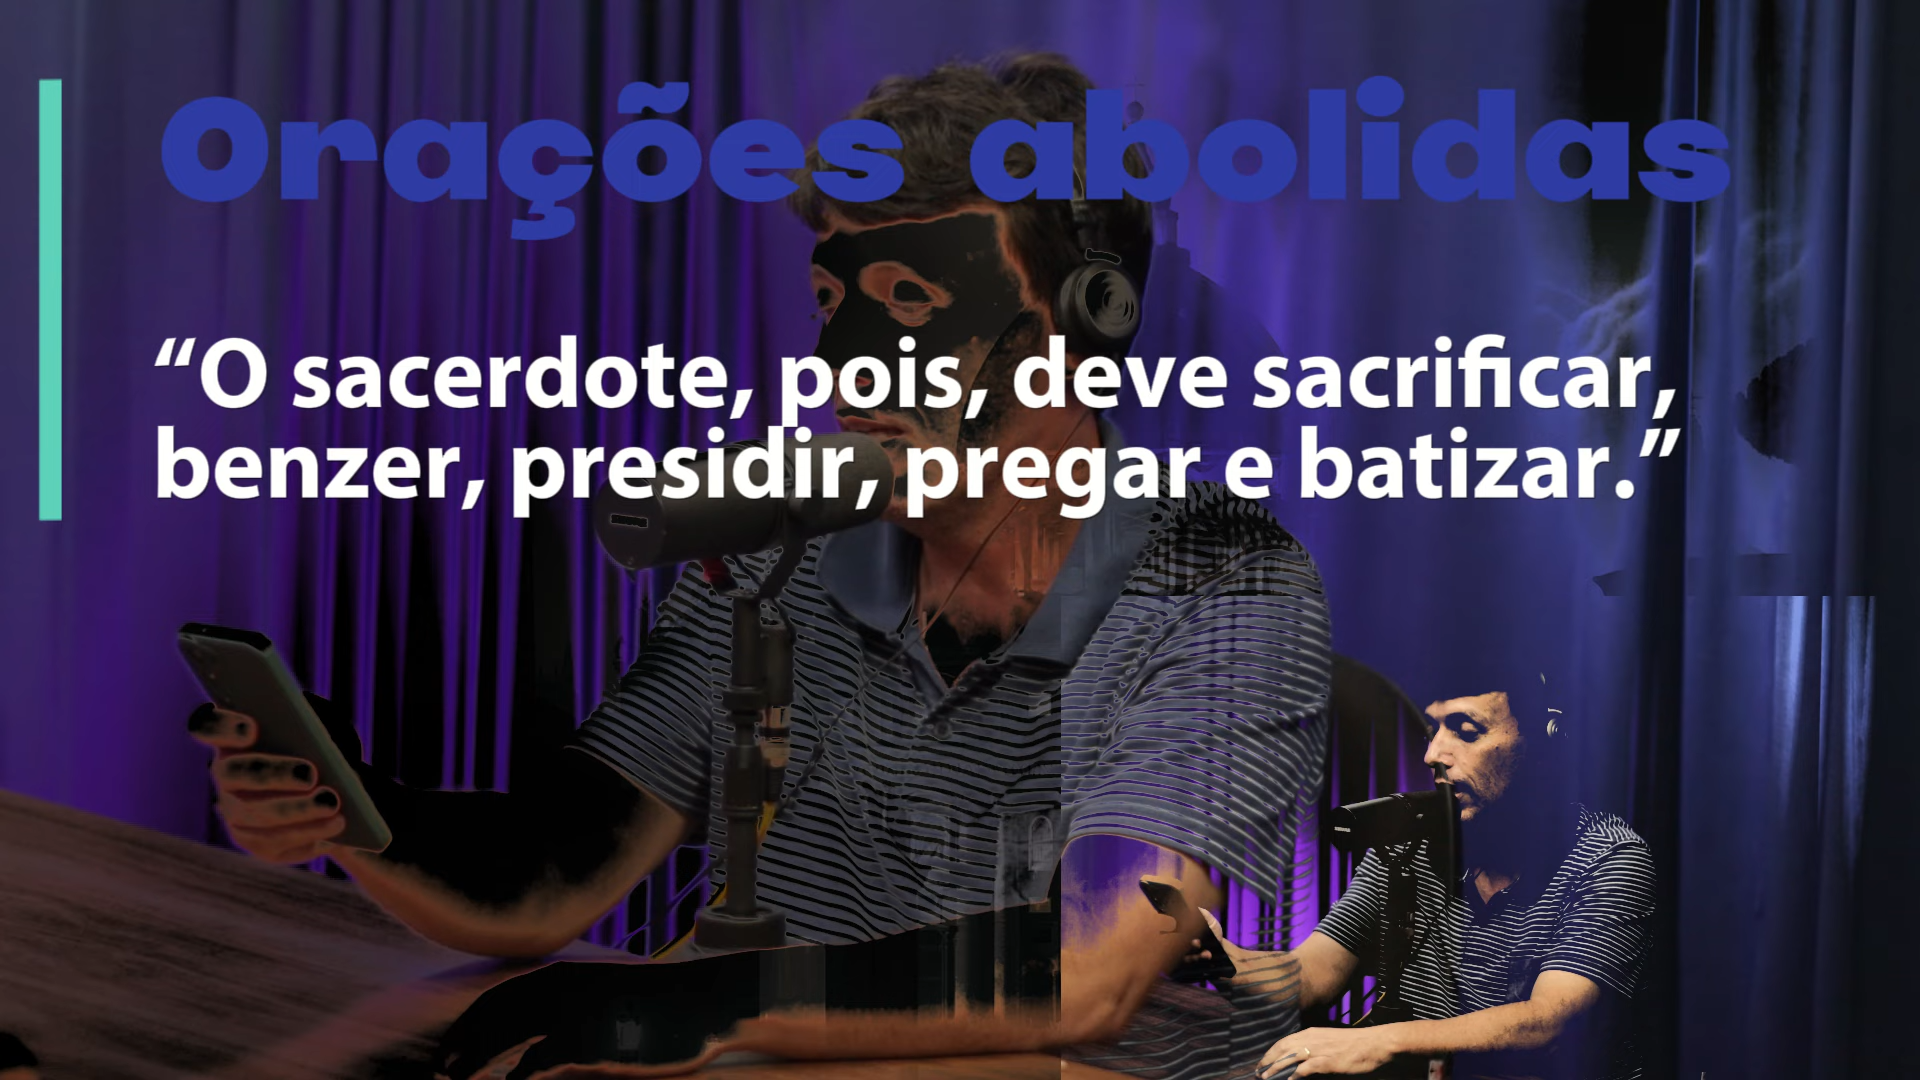 Orações abolidas
“O sacerdote, pois, deve sacrificar,
benzer, presidir, pregar e batizar.”